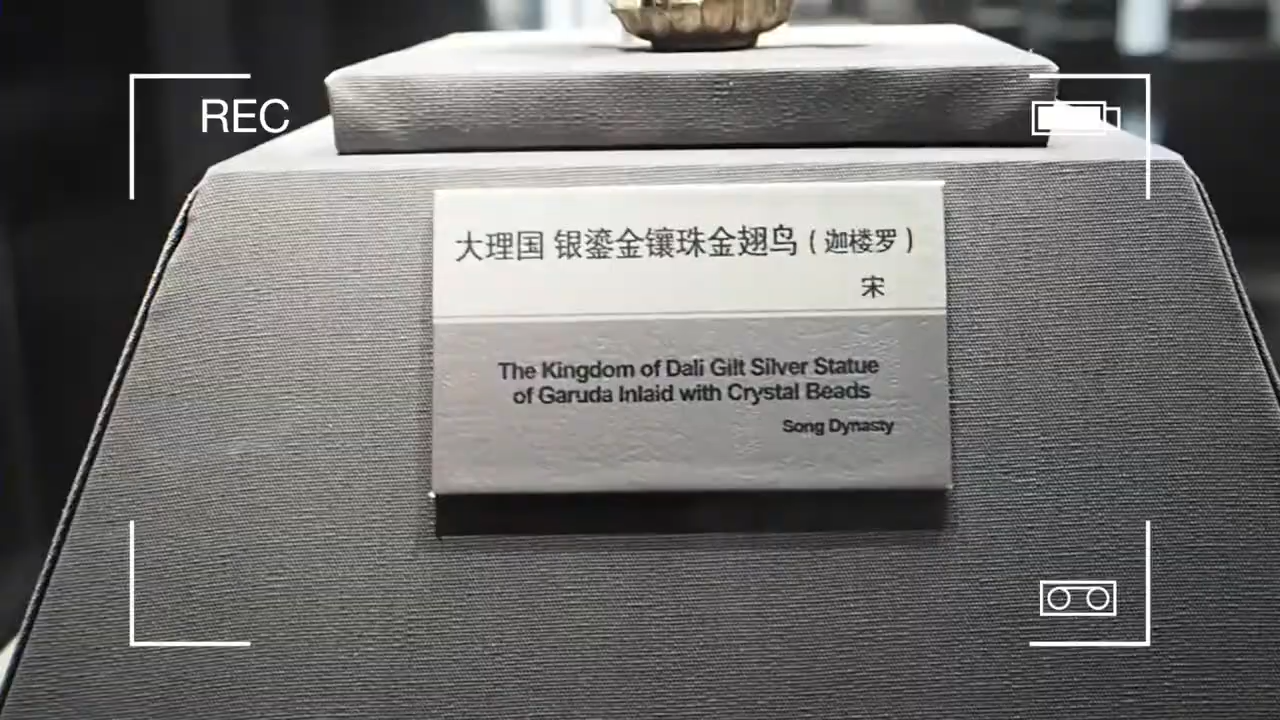 REC
大理国 银鎏金镶珠金翅鸟（迦楼罗）
宋
The Kingdom of Dali Gilt Silver Statue
of Garuda Inlaid with Crystal Beads
Song Dynasty